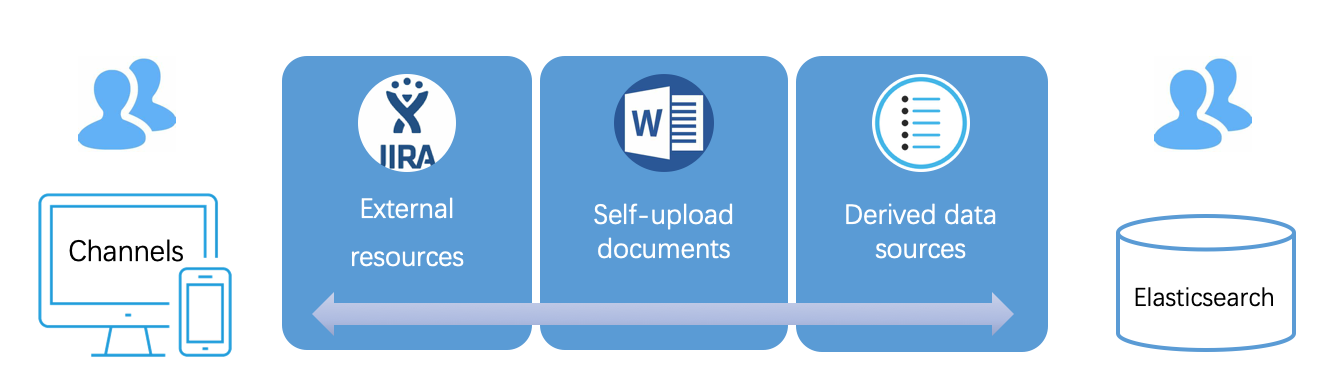 Channels
JIRA
External
resources
W
Self-upload
documents
Derived data
sources
Elasticsearch